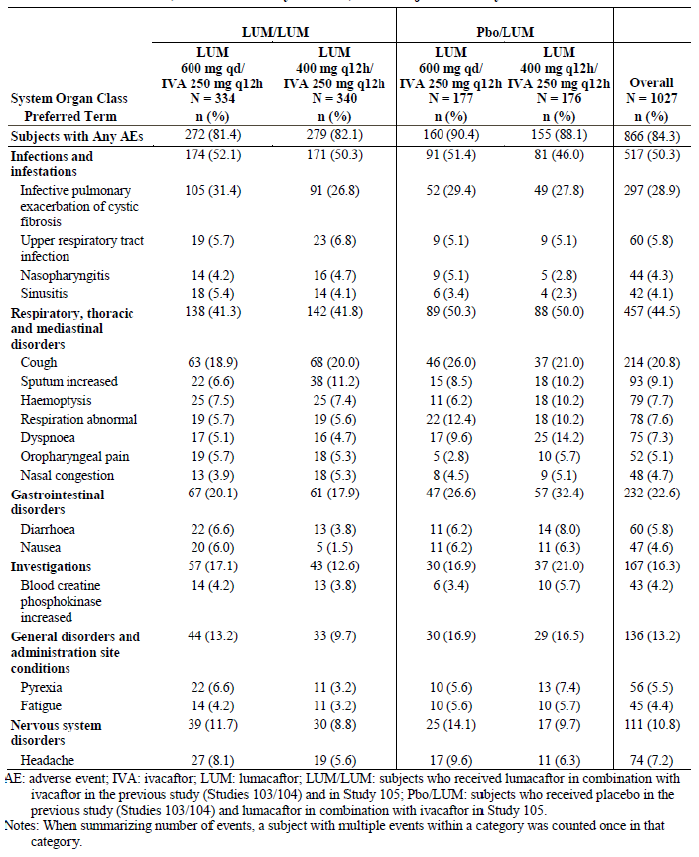 LUM/LUM Pbo/LUM
LUM LUM LUM LUM
600 mg qd/ 400 mg q12h/ 600 mg qd/ 400 mg q12h/
IVA 250 mg q12h IVA 250 mg q12h IVA 250 mg q12h IVA 250 mg q12h Overall
System Organ Class N = 334 N = 340 N = 177 N = 176 N = 1027
Preferred Term n (%) n (%) n (%) n (%) n (%)
Subjects with Any AEs 272 (81.4) 279 (82.1) 160 (90.4) 155 (88.1) 866 (84.3)
Infections and 174 (52.1) 171 (50.3) 91 (51.4) 81 (46.0) 517 (50.3)
infestations
Infective pulmonary 105 (31.4) 91 (26.8) 52 (29.4) 49 (27.8) 297 (28.9)
exacerbation of cystic
fibrosis
Upper respiratory tract 19 (5.7) 23 (6.8) 9 (5.1) 9 (5.1) 60 (5.8)
infection
Nasopharyngitis 14 (4.2) 16 (4.7) 9 (5.1) 5 (2.8) 44 (4.3)
Sinusitis 18 (5.4) 14 (4.1) 6 (3.4) 4 (2.3) 42 (4.1)
Respiratory, thoracic 138 (41.3) 142 (41.8) 89 (50.3) 88 (50.0) 457 (44.5)
and mediastinal
disorders
Cough 63 (18.9) 68 (20.0) 46 (26.0) 37 (21.0) 214 (20.8)
Sputum increased 22 (6.6) 38 (11.2) 15 (8.5) 18 (10.2) 93 (9.1)
Haemoptysis 25 (7.5) 25 (7.4) 11 (6.2) 18 (10.2) 79 (7.7)
Respiration abnormal 19 (5.7) 19 (5.6) 22 (12.4) 18 (10.2) 78 (7.6)
Dyspnoea 17 (5.1) 16 (4.7) 17 (9.6) 25 (14.2) 75 (7.3)
Oropharyngeal pain 19 (5.7) 18 (5.3) 5 (2.8) 10 (5.7) 52 (5.1)
Nasal congestion 13 (3.9) 18 (5.3) 8 (4.5) 9 (5.1) 48 (4.7)
Gastrointestinal 67 (20.1) 61 (17.9) 47 (26.6) 57 (32.4) 232 (22.6)
disorders
Diarrhoea 22 (6.6) 13 (3.8) 11 (6.2) 14 (8.0) 60 (5.8)
Nausea 20 (6.0) 5 (1.5) 11 (6.2) 11 (6.3) 47 (4.6)
Investigations 57 (17.1) 43 (12.6) 30 (16.9) 37 (21.0) 167 (16.3)
Blood creatine 14 (4.2) 13 (3.8) 6 (3.4) 10 (5.7) 43 (4.2)
phosphokinase
increased
General disorders and 44 (13.2) 33 (9.7) 30 (16.9) 29 (16.5) 136 (13.2)
administration site
conditions
Pyrexia 22 (6.6) 11 (3.2) 10 (5.6) 13 (7.4) 56 (5.5)
Fatigue 14 (4.2) 11 (3.2) 10 (5.6) 10 (5.7) 45 (4.4)
Nervous system 39 (11.7) 30 (8.8) 25 (14.1) 17 (9.7) 111 (10.8)
disorders
Headache 27 (8.1) 19 (5.6) 17 (9.6) 11 (6.3) 74 (7.2)
AE: adverse event; IVA: ivacaftor; LUM: lumacaftor; LUM/LUM: subjects who received lumacaftor in combination with
ivacaftor in the previous study (Studies 103/104) and in Study 105; Pbo/LUM: subjects who received placebo in the
previous study (Studies 103/104) and lumacaftor in combination with ivacaftor in Study 105.
Notes: When summarizing number of events, a subject with multiple events within a category was counted once in that
category.